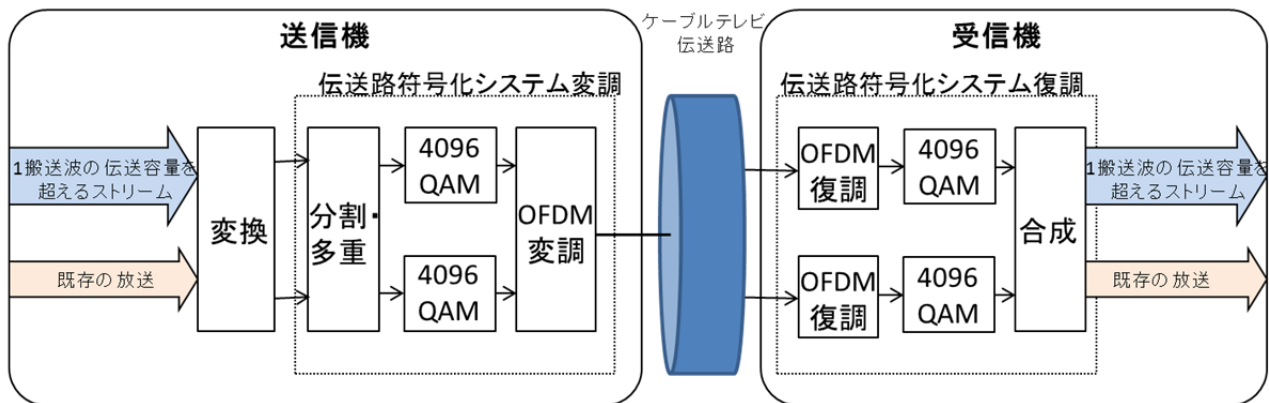 送信機
伝送路符号化システム変調
1搬送波の伝送容量を
超えるストリーム
既存の放送
変換
分割・
多重
4096
QAM
4096
QAM
OFDM
変調
ケーブルテレビ
伝送路
受信機
伝送路符号化システム復調
OFDM
復調
4096
QAM
OFDM
復調
4096
QAM
合成
1搬送波の伝送容量を
超えるストリーム
既存の放送